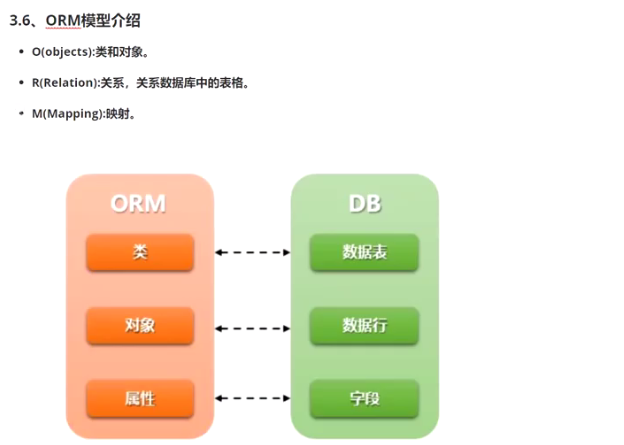 3.6、ORM模型介绍
O(objects):类和对象。
R(Relation):关系，关系数据库中的表格。
M(Mapping):映射。
ORM DB
类 数据表
对象 数据行
属性 字段